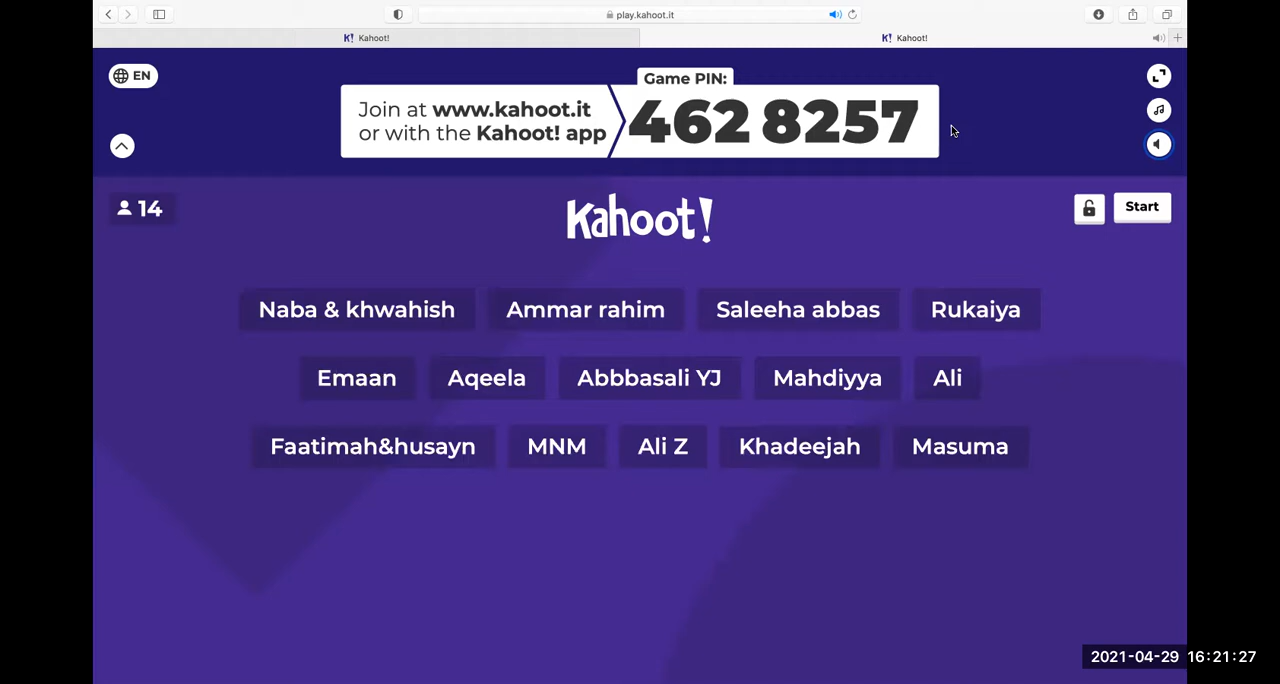 play.kahoot.it
K! Kahoot!
K! Kahoot!
EN
Game PIN:
Join at www.kahoot.it
or with the Kahoot! app
462 8257
14
Kahoot!
Start
Naba & khwahish
Ammar rahim
Saleeha abbas
Rukaiya
Emaan
Aqeela
Abbbasali YJ
Mahdiyya
Ali
Faatimah&husayn
MNM
Ali Z
Khadeejah
Masuma
2021-04-29 16:21:27